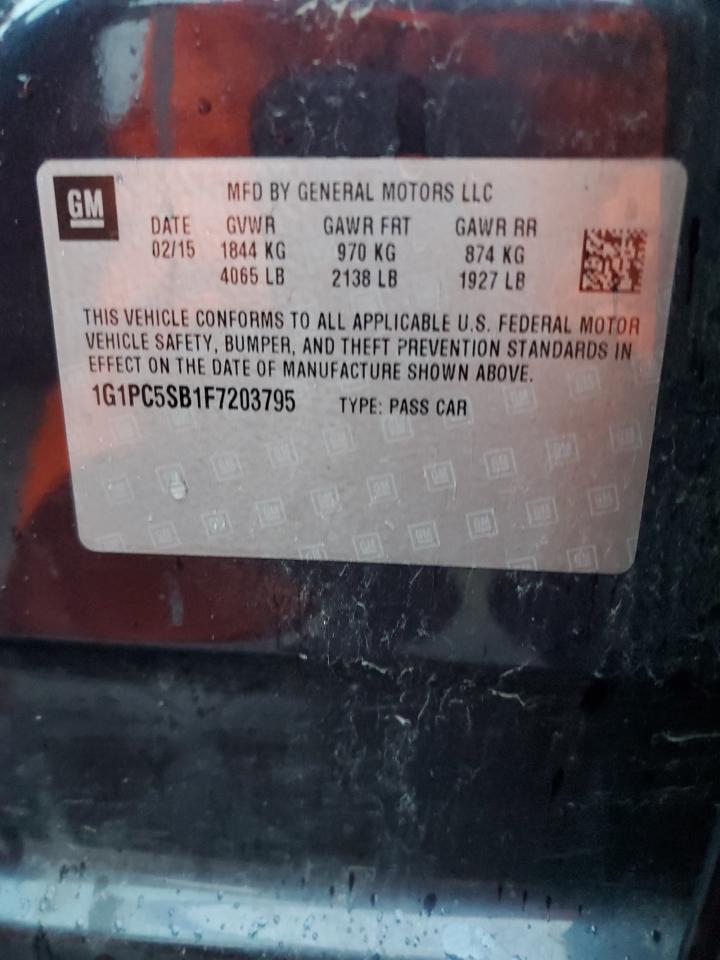 GM
MFD BY GENERAL MOTORS LLC
DATE GVWR GAWR FRT GAWR RR
02/15 1844 KG 970 KG 874 KG
4065 LB 2138 LB 1927 LB
THIS VEHICLE CONFORMS TO ALL APPLICABLE U.S. FEDERAL MOTOR
VEHICLE SAFETY, BUMPER, AND THEFT PREVENTION STANDARDS IN
EFFECT ON THE DATE OF MANUFACTURE SHOWN ABOVE.
1G1PC5SB1F7203795 TYPE: PASS CAR